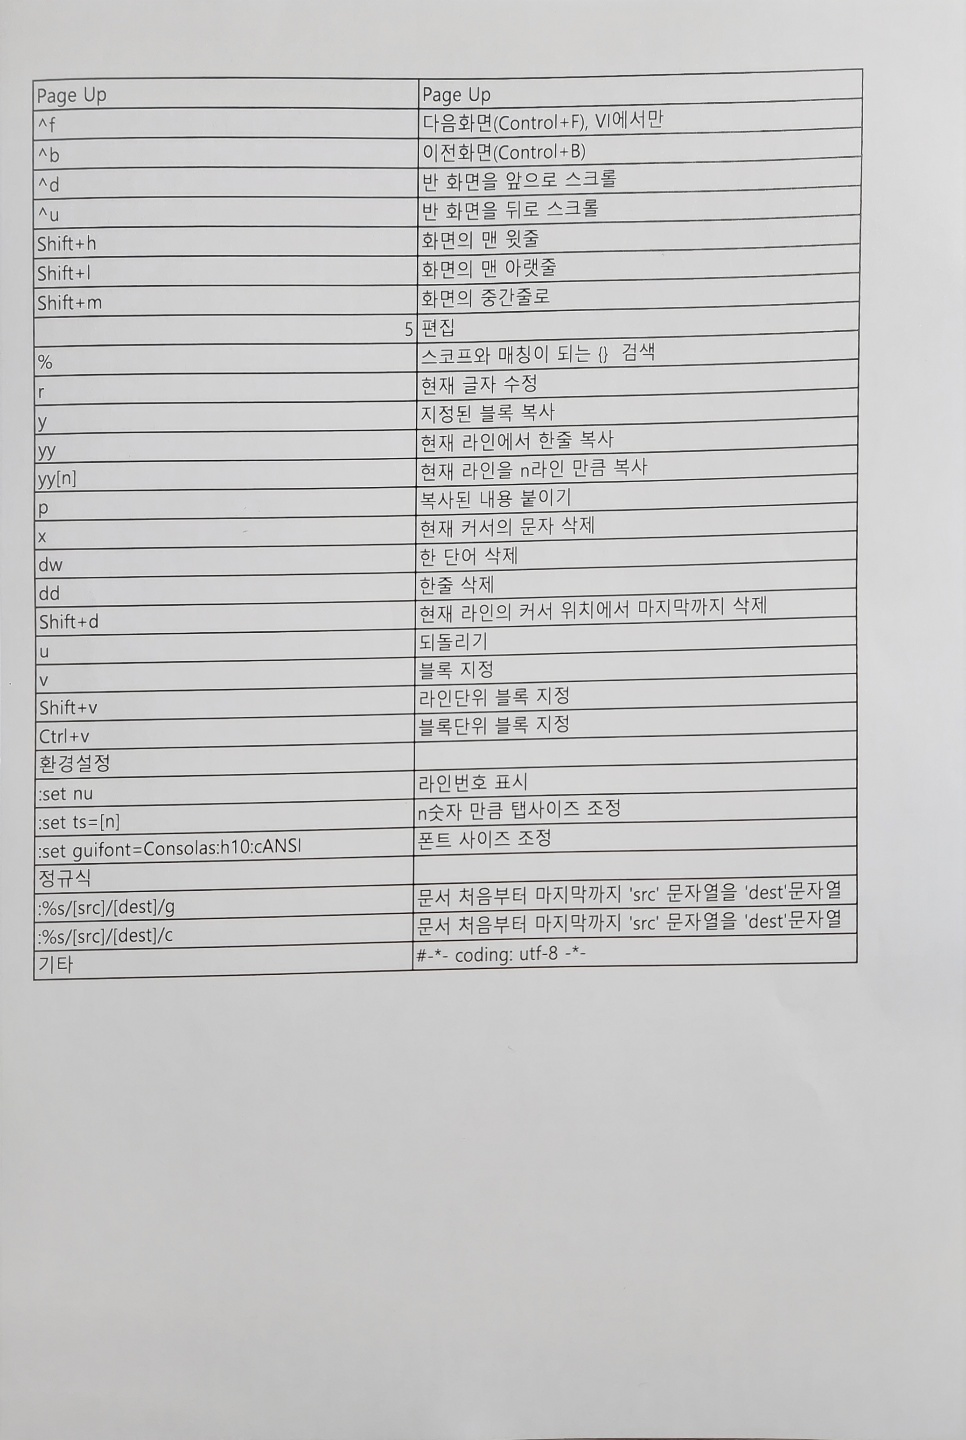 Page Up Page Up
^f 다음화면(Control+F), VI에서만
^b 이전화면(Control+B)
^d 반 화면을 앞으로 스크롤
^u 반 화면을 뒤로 스크롤
Shift+h 화면의 맨 윗줄
Shift+l 화면의 맨 아랫줄
Shift+m 화면의 중간줄로
5 편집
% 스코프와 매칭이 되는 {} 검색
r 현재 글자 수정
y 지정된 블록 복사
yy 현재 라인에서 한줄 복사
yy[n] 현재 라인을 n라인 만큼 복사
p 복사된 내용 붙이기
x 현재 커서의 문자 삭제
dw 한 단어 삭제
dd 한줄 삭제
Shift+d 현재 라인의 커서 위치에서 마지막까지 삭제
u 되돌리기
v 블록 지정
Shift+v 라인단위 블록 지정
Ctrl+v 블록단위 블록 지정
환경설정
:set nu 라인번호 표시
:set ts=[n] n숫자 만큼 탭사이즈 조정
:set guifont=Consolas:h10:cANSI 폰트 사이즈 조정
정규식
:%s/[src]/[dest]/g 문서 처음부터 마지막까지 'src' 문자열을 'dest'문자열
:%s/[src]/[dest]/c 문서 처음부터 마지막까지 'src' 문자열을 'dest'문자열
기타 #-*- coding: utf-8 -*-